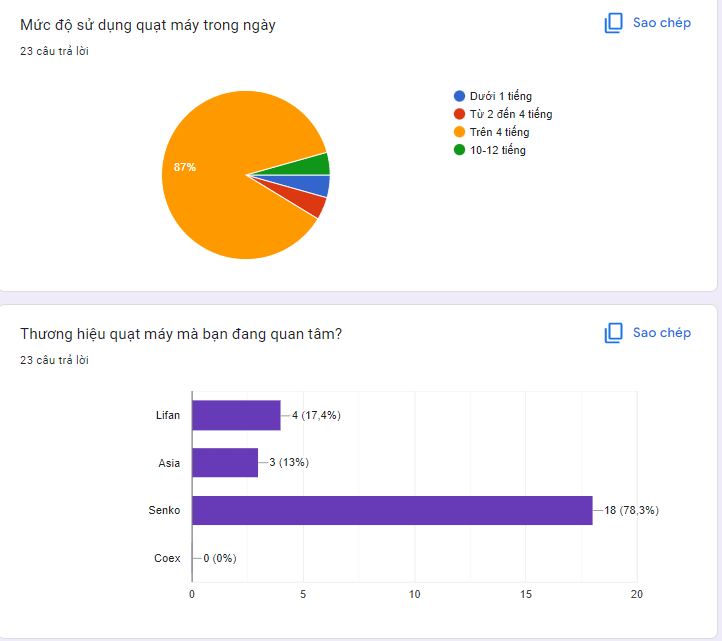 Mức độ sử dụng quạt máy trong ngày
Sao chép
23 câu trả lời
Dưới 1 tiếng
Từ 2 đến 4 tiếng
Trên 4 tiếng
10-12 tiếng
87%
Thương hiệu quạt máy mà bạn đang quan tâm?
Sao chép
23 câu trả lời
Lifan 4 (17,4%)
Asia 3 (13%)
Senko 18 (78,3%)
Coex 0 (0%)
0 5 10 15 20